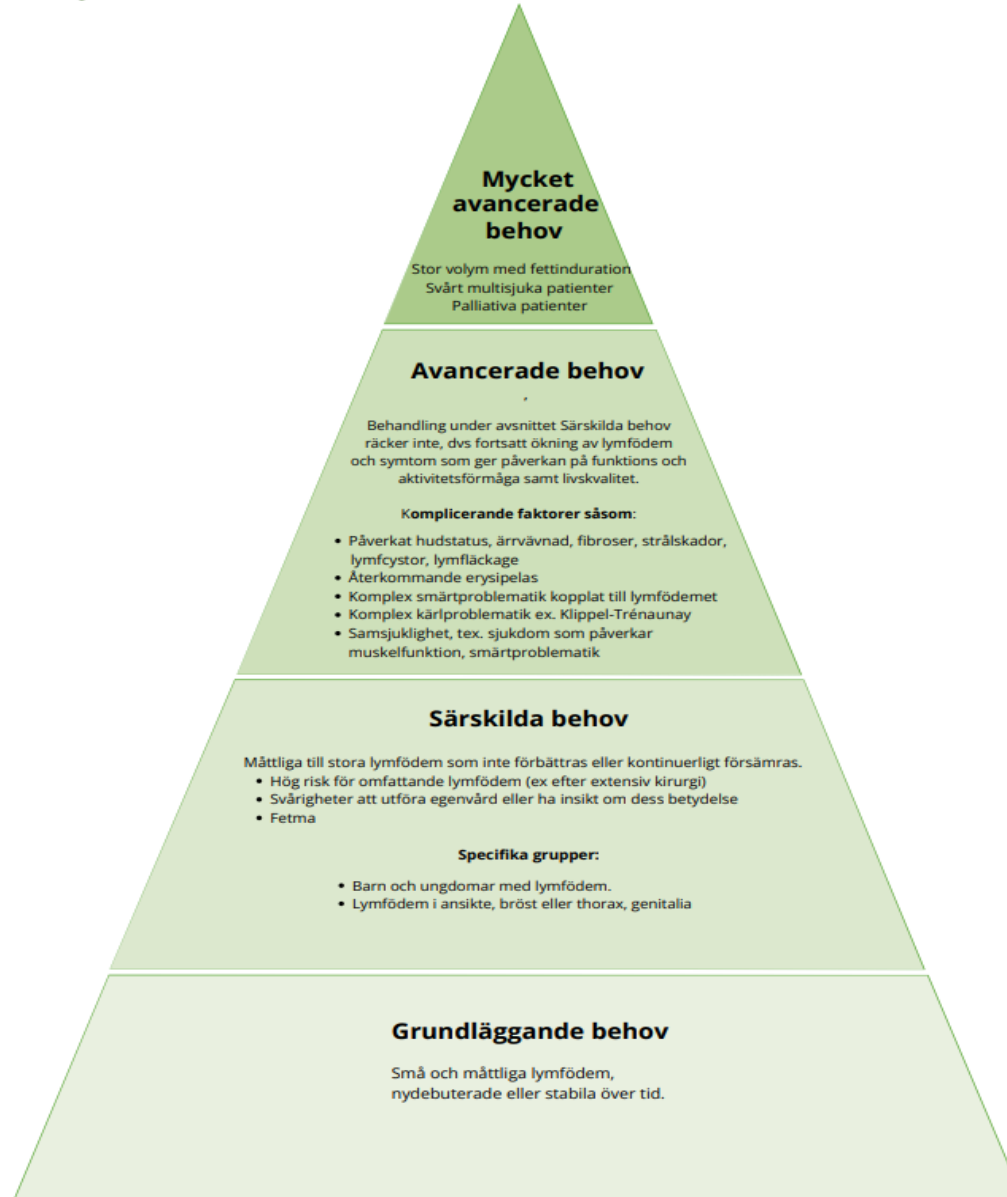 Mycket
avancerade
behov
Stor volym med fettinduration
Svårt multisjuka patienter
Palliativa patienter
Avancerade behov
,
Behandling under avsnittet Särskilda behov
räcker inte, dvs fortsatt ökning av lymfödem
och symtom som ger påverkan på funktions och
aktivitetsförmåga samt livskvalitet.
Komplicerande faktorer såsom:
• Påverkat hudstatus, ärrvävnad, fibroser, strålskador,
lymfcystor, lymfläckage
• Återkommande erysipelas
• Komplex smärtproblematik kopplat till lymfödemet
• Komplex kärlproblematik ex. Klippel-Trénaunay
• Samsjuklighet, tex. sjukdom som påverkar
muskelfunktion, smärtproblematik
Särskilda behov
Måttliga till stora lymfödem som inte förbättras eller kontinuerligt försämras.
• Hög risk för omfattande lymfödem (ex efter extensiv kirurgi)
• Svårigheter att utföra egenvård eller ha insikt om dess betydelse
• Fetma
Specifika grupper:
• Barn och ungdomar med lymfödem.
• Lymfödem i ansikte, bröst eller thorax, genitalia
Grundläggande behov
Små och måttliga lymfödem,
nydebuterade eller stabila över tid.